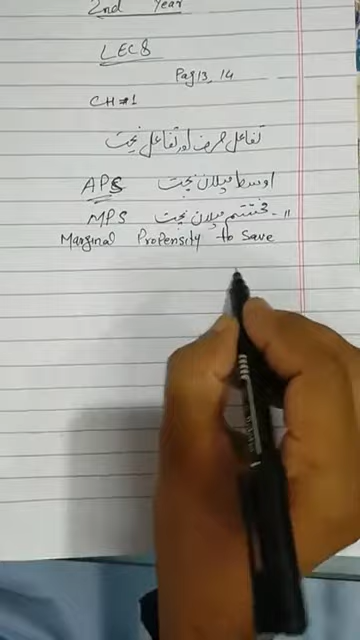 2nd Year
LEC 8
Pag 13, 14
CH #1
تفاعل صرف اور تفاعل بچت
اوسط میلان بچت APS
مختتم میلان بچت MPS
Marginal Propensity to Save